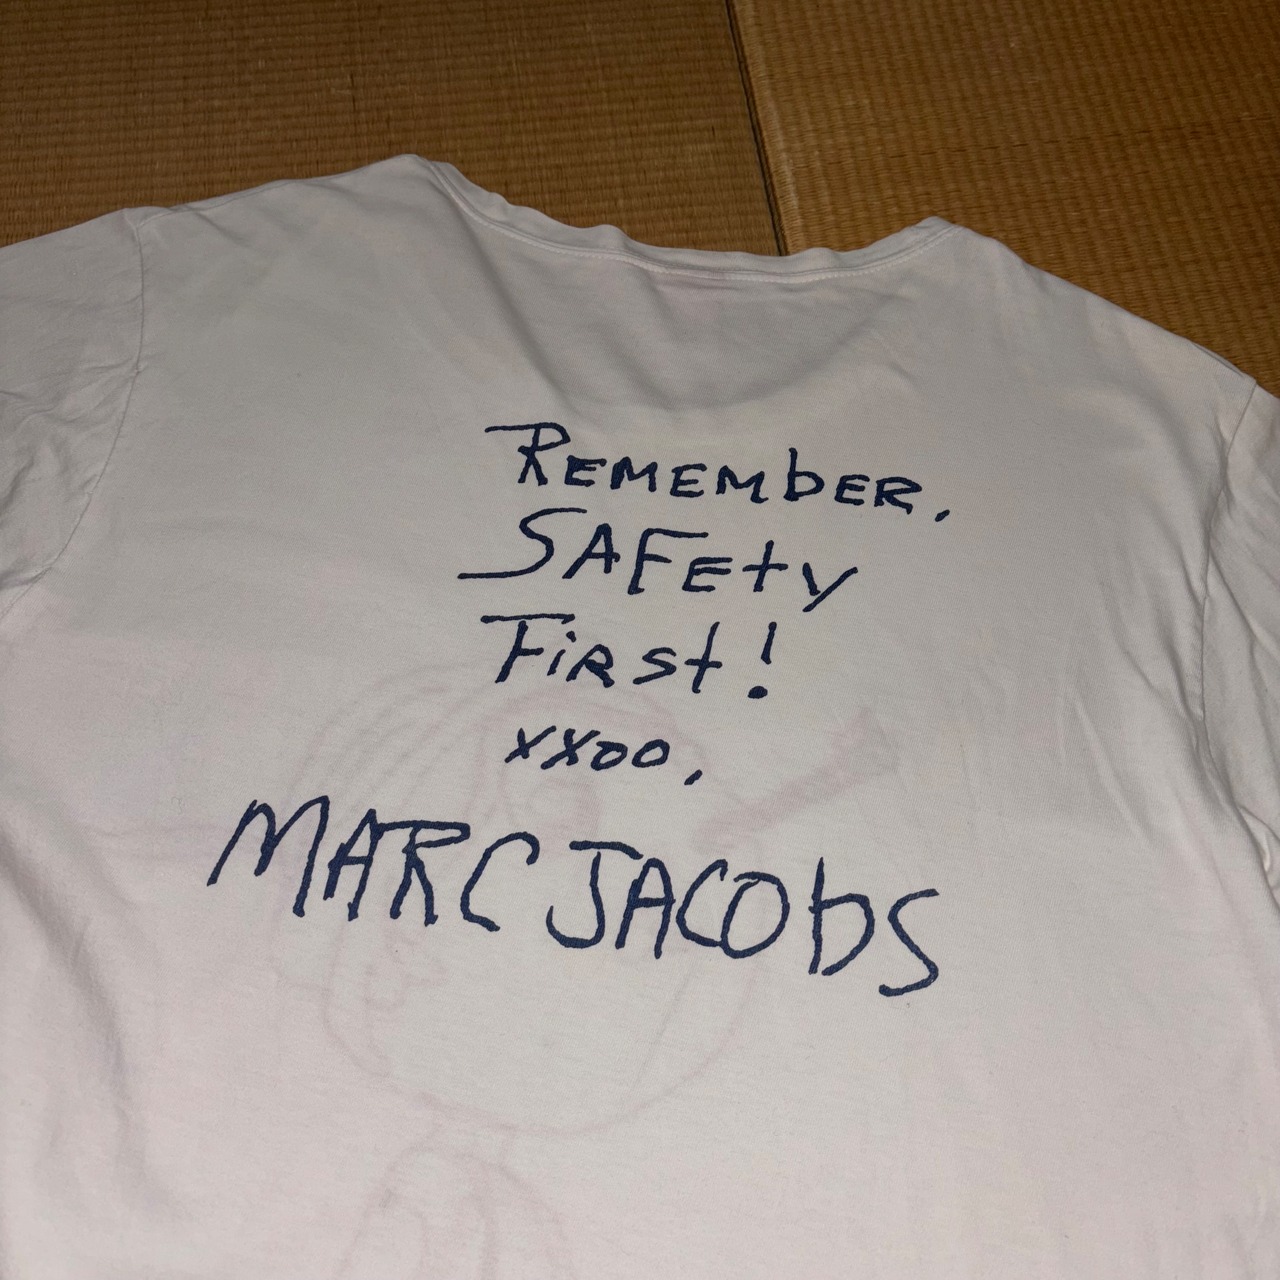 REMEMbER,
SAFEty
FiRst!
xxoo,
MARC JACObS